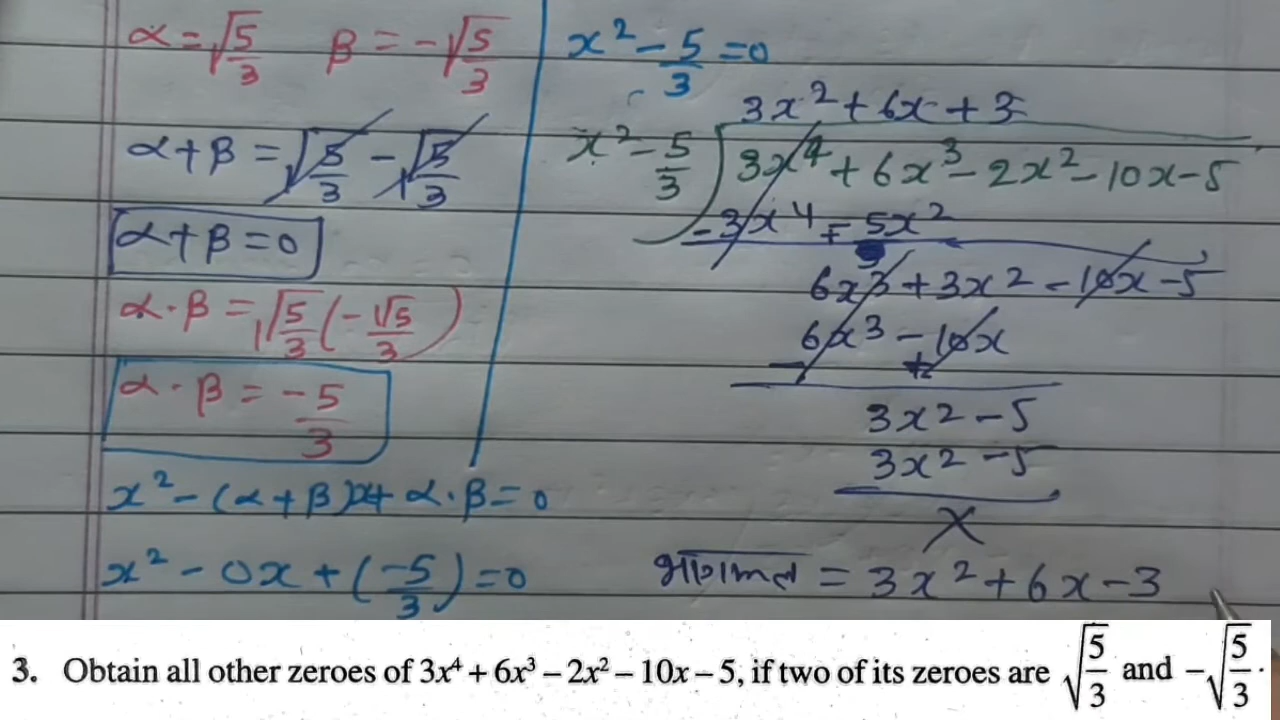 α = √5/3 β = -√5/3
α + β = √5/3 - √5/3
α + β = 0
α · β = √5/3 (-√5/3)
α · β = -5/3
x² - (α + β)x + α · β = 0
x² - 0x + (-5/3) = 0
x² - 5/3 = 0
3x² + 6x + 3
x² - 5/3 ) 3x⁴ + 6x³ - 2x² - 10x - 5
- 3x⁴ ∓ 5x²
6x³ + 3x² - 10x - 5
6x³ - 10x
- +
3x² - 5
3x² - 5
x
= 3x² + 6x - 3
3. Obtain all other zeroes of 3x⁴ + 6x³ – 2x² – 10x – 5, if two of its zeroes are √5/3 and –√5/3.